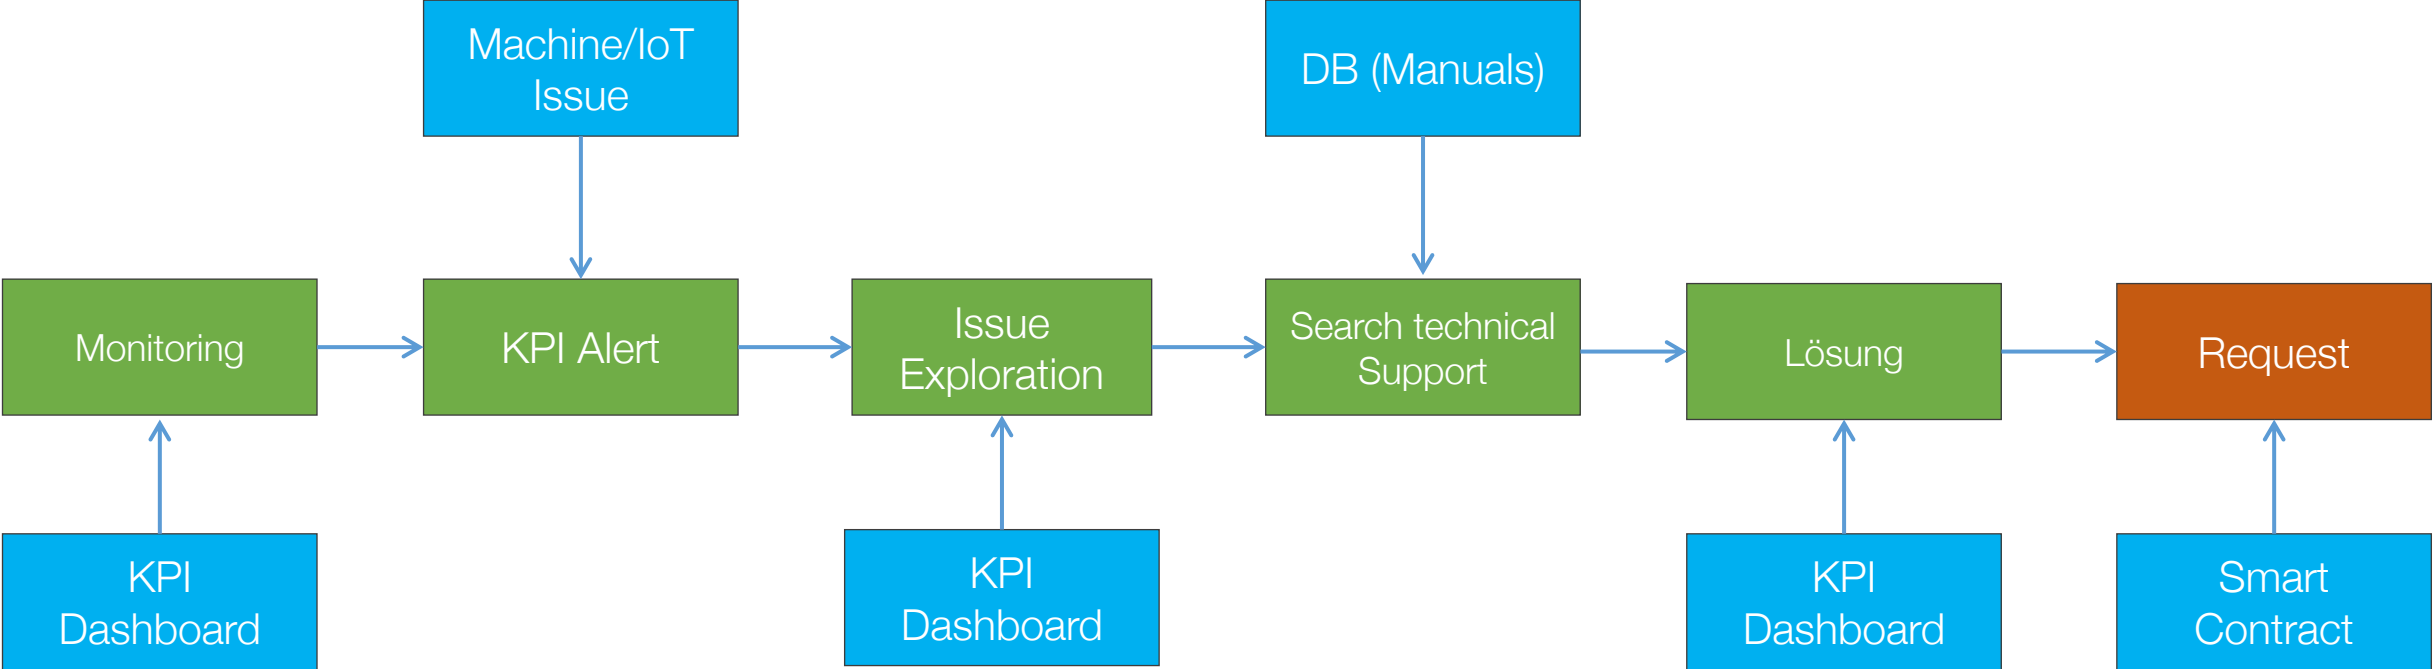 Machine/IoT
Issue
DB (Manuals)
Monitoring
KPI Alert
Issue
Exploration
Search technical
Support
Lösung
Request
KPI
Dashboard
KPI
Dashboard
KPI
Dashboard
Smart
Contract